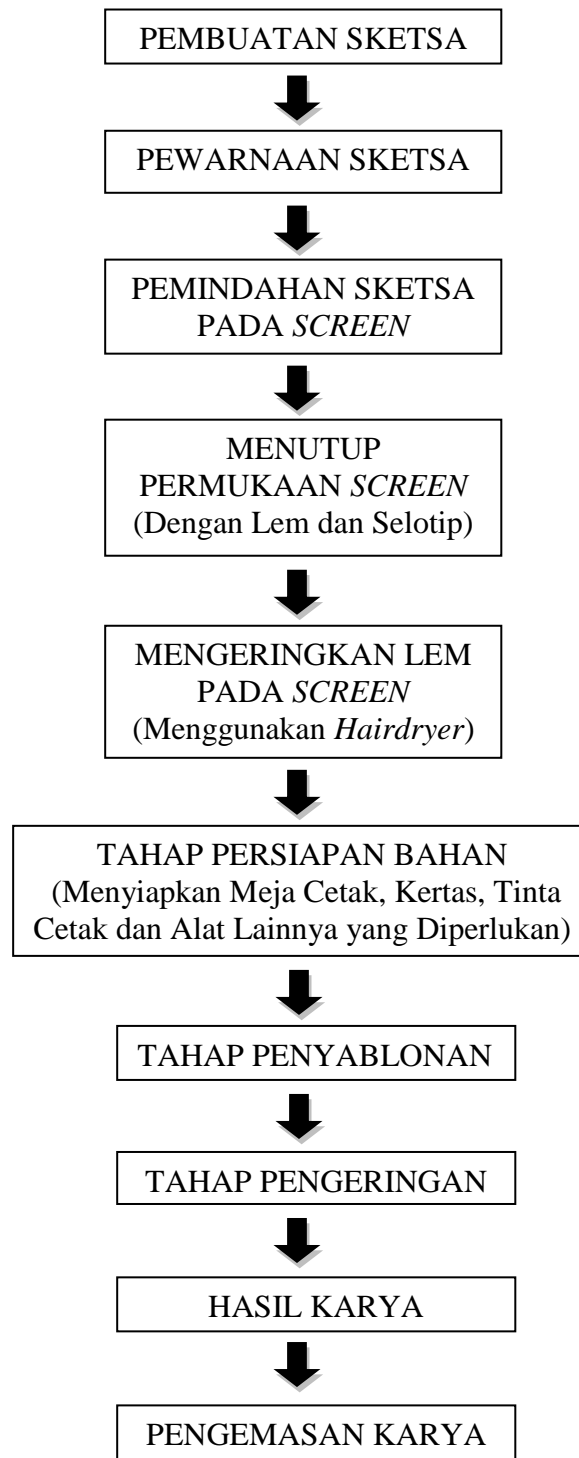 PEMBUATAN SKETSA
PEWARNAAN SKETSA
PEMINDAHAN SKETSA
PADA SCREEN
MENUTUP
PERMUKAAN SCREEN
(Dengan Lem dan Selotip)
MENGERINGKAN LEM
PADA SCREEN
(Menggunakan Hairdryer)
TAHAP PERSIAPAN BAHAN
(Menyiapkan Meja Cetak, Kertas, Tinta
Cetak dan Alat Lainnya yang Diperlukan)
TAHAP PENYABLONAN
TAHAP PENGERINGAN
HASIL KARYA
PENGEMASAN KARYA